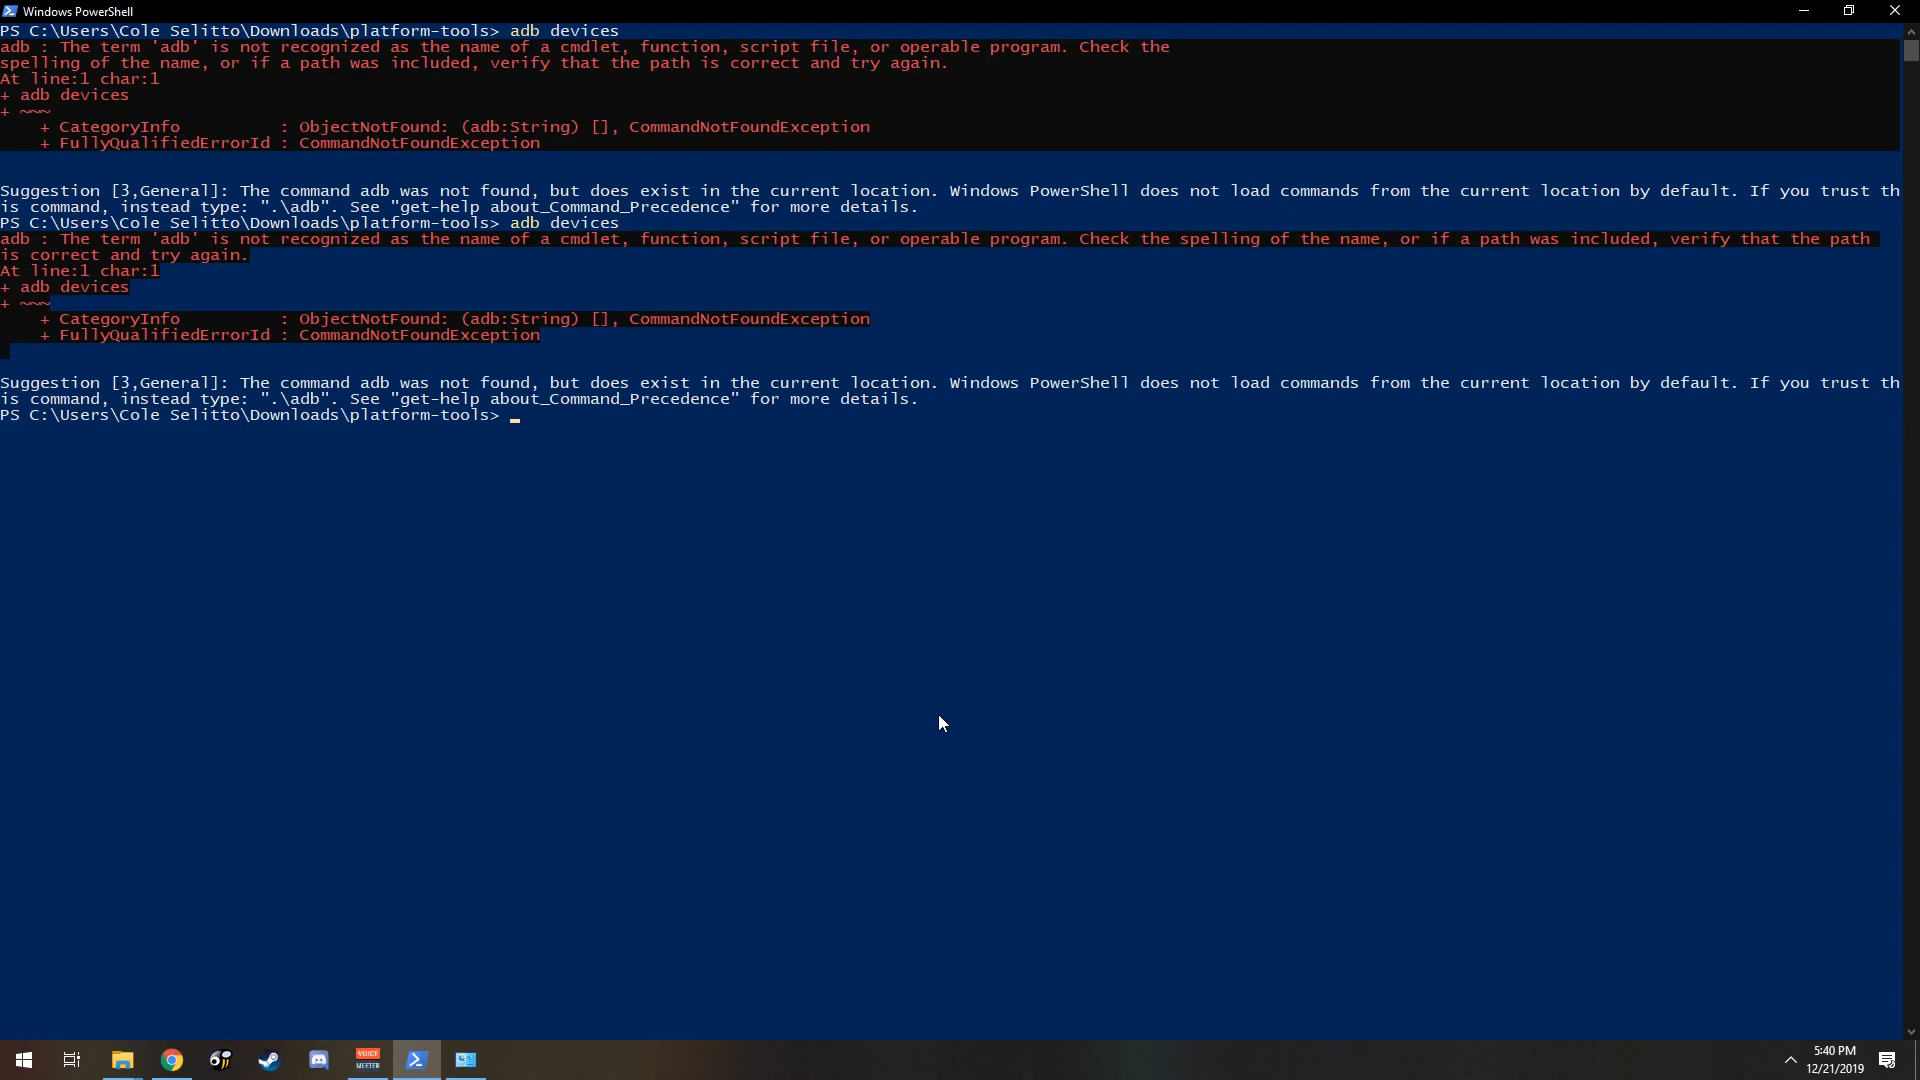 Windows PowerShell
PS C:\Users\Cole Selitto\Downloads\platform-tools> adb devices
adb : The term 'adb' is not recognized as the name of a cmdlet, function, script file, or operable program. Check the
spelling of the name, or if a path was included, verify that the path is correct and try again.
At line:1 char:1
+ adb devices
+ ~~~
    + CategoryInfo          : ObjectNotFound: (adb:String) [], CommandNotFoundException
    + FullyQualifiedErrorId : CommandNotFoundException
Suggestion [3,General]: The command adb was not found, but does exist in the current location. Windows PowerShell does not load commands from the current location by default. If you trust th
is command, instead type: ".\adb". See "get-help about_Command_Precedence" for more details.
PS C:\Users\Cole Selitto\Downloads\platform-tools> adb devices
adb : The term 'adb' is not recognized as the name of a cmdlet, function, script file, or operable program. Check the spelling of the name, or if a path was included, verify that the path
is correct and try again.
At line:1 char:1
+ adb devices
+ ~~~
    + CategoryInfo          : ObjectNotFound: (adb:String) [], CommandNotFoundException
    + FullyQualifiedErrorId : CommandNotFoundException
Suggestion [3,General]: The command adb was not found, but does exist in the current location. Windows PowerShell does not load commands from the current location by default. If you trust th
is command, instead type: ".\adb". See "get-help about_Command_Precedence" for more details.
PS C:\Users\Cole Selitto\Downloads\platform-tools> _
VOICE
MEETER
5:40 PM
12/21/2019